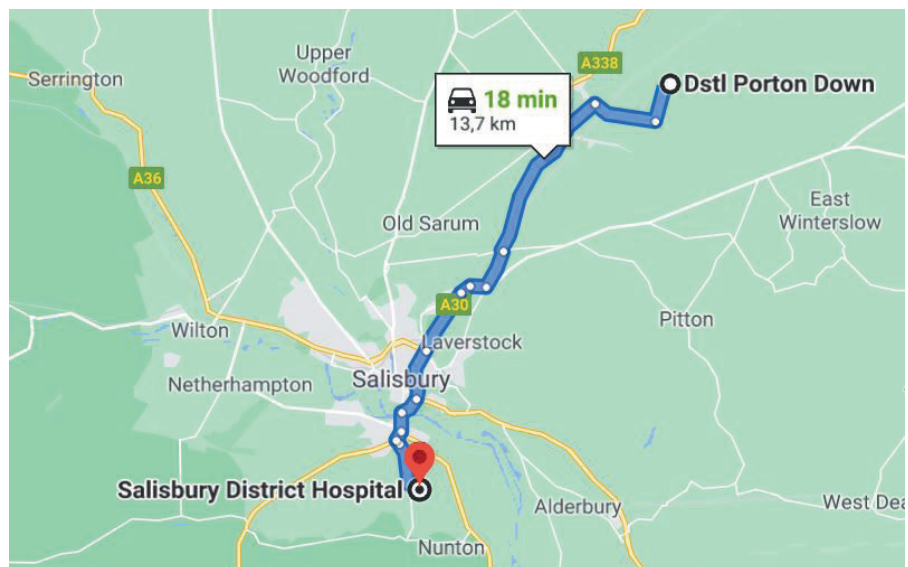 Upper
Woodford
A338
Serrington
Dstl Porton Down
18 min
13,7 km
A36
East
Winterslow
Old Sarum
A30
Pitton
Wilton
Laverstock
Netherhampton
Salisbury
Salisbury District Hospital
Alderbury
West Dea
Nunton